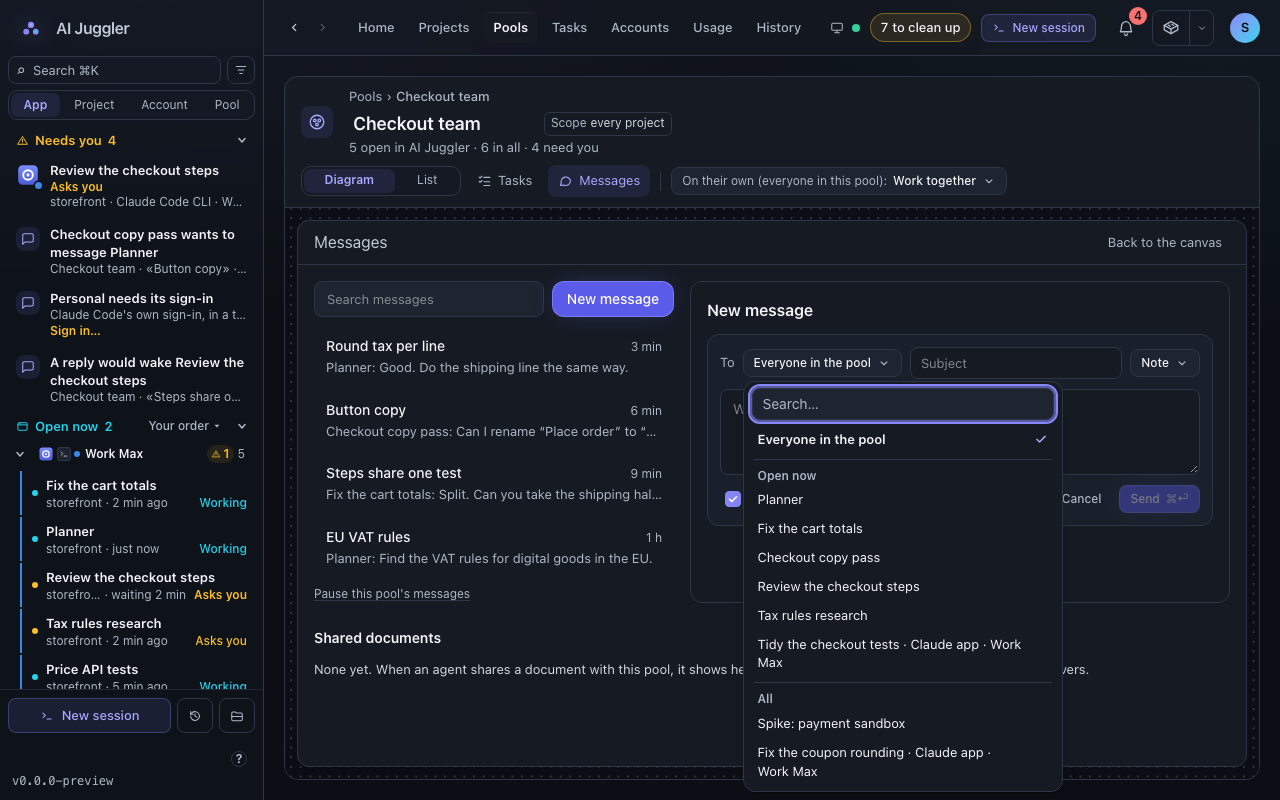 AI Juggler
Search ⌘K
App Project Account Pool
Needs you 4
Review the checkout steps
Asks you
storefront · Claude Code CLI · W...
Checkout copy pass wants to
message Planner
Checkout team · «Button copy» ·...
Personal needs its sign-in
Claude Code's own sign-in, in a t...
Sign in...
A reply would wake Review the
checkout steps
Checkout team · «Steps share o...
Open now 2
Your order
Work Max
1 5
Fix the cart totals
storefront · 2 min ago Working
Planner
storefront · just now Working
Review the checkout steps
storefro... · waiting 2 min Asks you
Tax rules research
storefront · 2 min ago Asks you
Price API tests
storefront · 5 min ago Working
New session
?
v0.0.0-preview
Home Projects Pools Tasks Accounts Usage History
7 to clean up
New session
4
S
Pools › Checkout team
Checkout team
Scope every project
5 open in AI Juggler · 6 in all · 4 need you
Diagram List Tasks Messages
On their own (everyone in this pool): Work together
Messages
Back to the canvas
Search messages
New message
Round tax per line 3 min
Planner: Good. Do the shipping line the same way.
Button copy 6 min
Checkout copy pass: Can I rename “Place order” to “...
Steps share one test 9 min
Fix the cart totals: Split. Can you take the shipping hal...
EU VAT rules 1 h
Planner: Find the VAT rules for digital goods in the EU.
Pause this pool's messages
Shared documents
None yet. When an agent shares a document with this pool, it shows he
vers.
New message
To Everyone in the pool Subject Note
W
Cancel Send ⌘⏎
Search...
Everyone in the pool
Open now
Planner
Fix the cart totals
Checkout copy pass
Review the checkout steps
Tax rules research
Tidy the checkout tests · Claude app · Work
Max
All
Spike: payment sandbox
Fix the coupon rounding · Claude app ·
Work Max